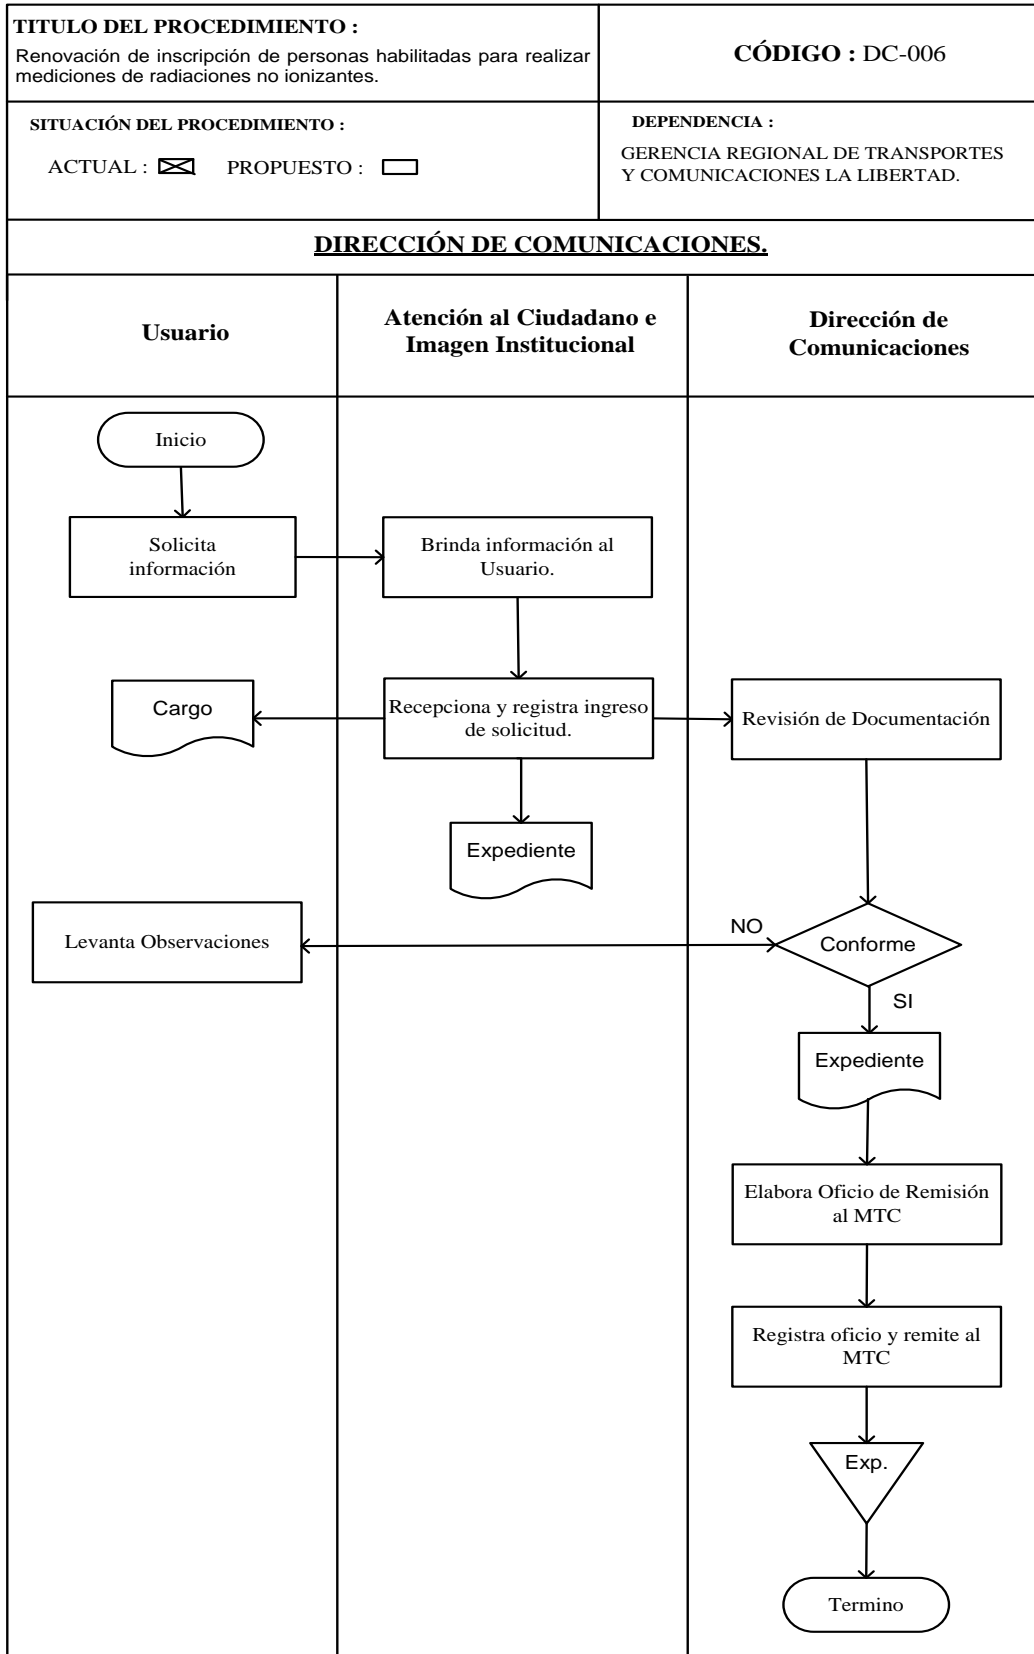 TITULO DEL PROCEDIMIENTO :
Renovación de inscripción de personas habilitadas para realizar
mediciones de radiaciones no ionizantes.
CÓDIGO : DC-006
SITUACIÓN DEL PROCEDIMIENTO :
ACTUAL : PROPUESTO :
DEPENDENCIA :
GERENCIA REGIONAL DE TRANSPORTES
Y COMUNICACIONES LA LIBERTAD.
DIRECCIÓN DE COMUNICACIONES.
Usuario
Atención al Ciudadano e
Imagen Institucional
Dirección de
Comunicaciones
Inicio
Solicita
información
Brinda información al
Usuario.
Cargo
Recepciona y registra ingreso
de solicitud.
Revisión de Documentación
Expediente
Levanta Observaciones
NO
Conforme
SI
Expediente
Elabora Oficio de Remisión
al MTC
Registra oficio y remite al
MTC
Exp.
Termino